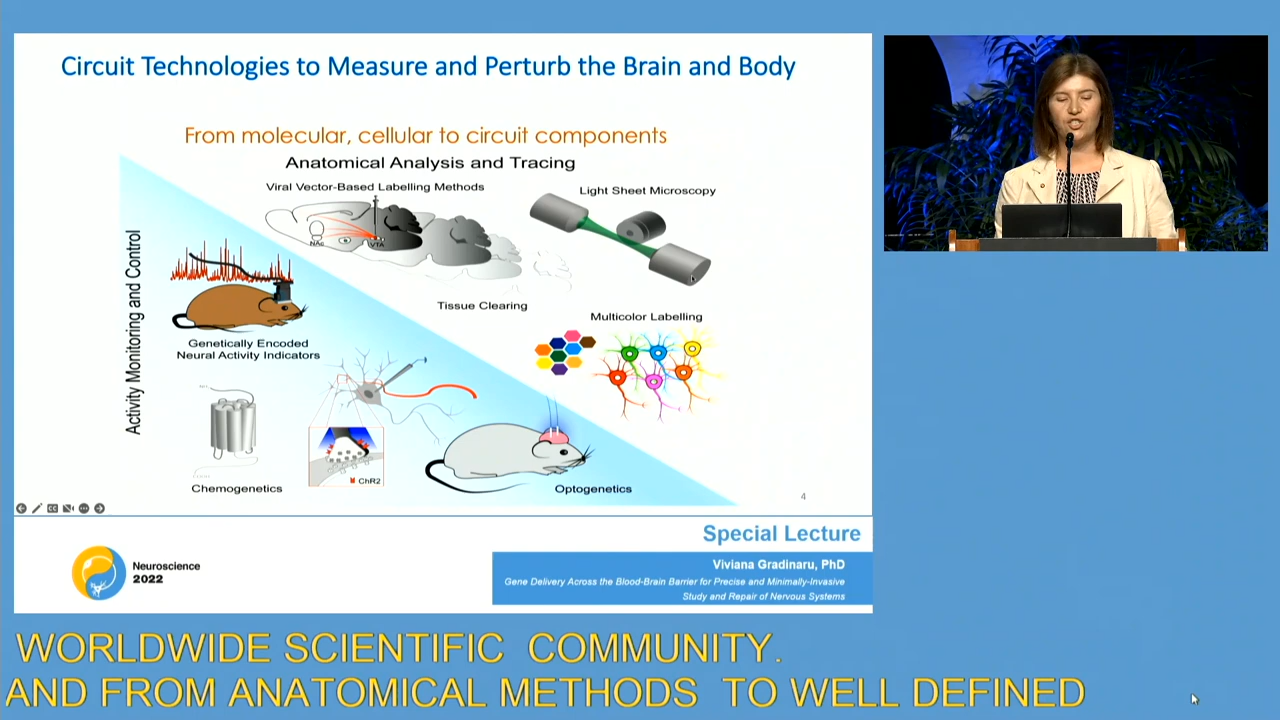 Circuit Technologies to Measure and Perturb the Brain and Body
From molecular, cellular to circuit components
Anatomical Analysis and Tracing
Viral Vector-Based Labelling Methods
Light Sheet Microscopy
NAc
VTA
Tissue Clearing
Multicolor Labelling
Activity Monitoring and Control
Genetically Encoded
Neural Activity Indicators
ChR2
Chemogenetics
Optogenetics
4
Special Lecture
Neuroscience
2022
Viviana Gradinaru, PhD
Gene Delivery Across the Blood-Brain Barrier for Precise and Minimally-Invasive
Study and Repair of Nervous Systems
WORLDWIDE SCIENTIFIC COMMUNITY.
AND FROM ANATOMICAL METHODS TO WELL DEFINED